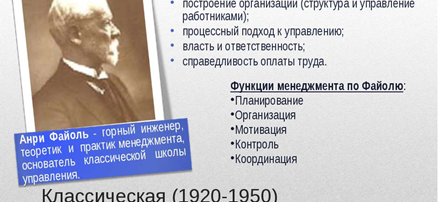 построение организации (структура и управление
работниками);
процессный подход к управлению;
власть и ответственность;
справедливость оплаты труда.
Функции менеджмента по Файолю:
•Планирование
•Организация
•Мотивация
•Контроль
•Координация
Анри Файоль - горный инженер,
теоретик и практик менеджмента,
основатель классической школы
управления.
Классическая (1920-1950)